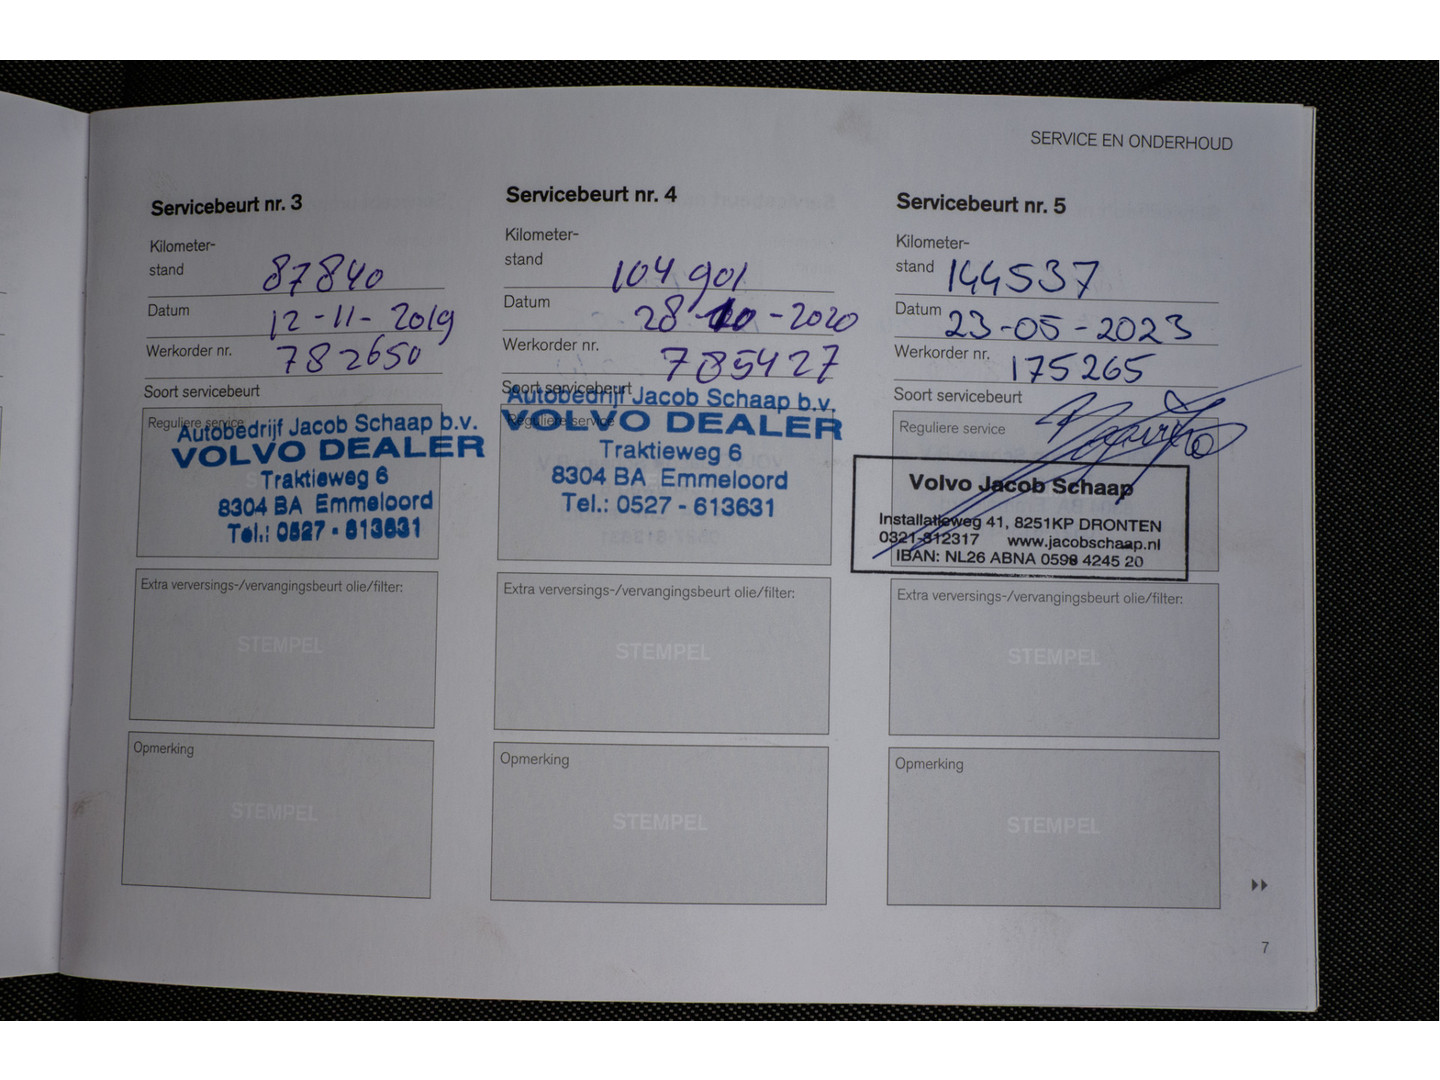 SERVICE EN ONDERHOUD
Servicebeurt nr. 3
Kilometer-
stand 87840
Datum 12-11-2019
Werkorder nr. 782650
Soort servicebeurt
Reguliere service
Autobedrijf Jacob Schaap b.v.
VOLVO DEALER
Traktieweg 6
8304 BA Emmeloord
Tel.: 0527 - 613631
Extra verversings-/vervangingsbeurt olie/filter:
STEMPEL
Opmerking
STEMPEL
Servicebeurt nr. 4
Kilometer-
stand 104901
Datum 28 10 - 2020
Werkorder nr. 785427
Soort servicebeurt
Reguliere service
Autobedrijf Jacob Schaap b.v.
VOLVO DEALER
Traktieweg 6
8304 BA Emmeloord
Tel.: 0527 - 613631
Extra verversings-/vervangingsbeurt olie/filter:
STEMPEL
Opmerking
STEMPEL
Servicebeurt nr. 5
Kilometer-
stand 144537
Datum 23-05-2023
Werkorder nr. 175265
Soort servicebeurt
Reguliere service
Volvo Jacob Schaap
Installatieweg 41, 8251KP DRONTEN
0321-312317 www.jacobschaap.nl
IBAN: NL26 ABNA 0598 4245 20
Extra verversings-/vervangingsbeurt olie/filter:
STEMPEL
Opmerking
STEMPEL
7